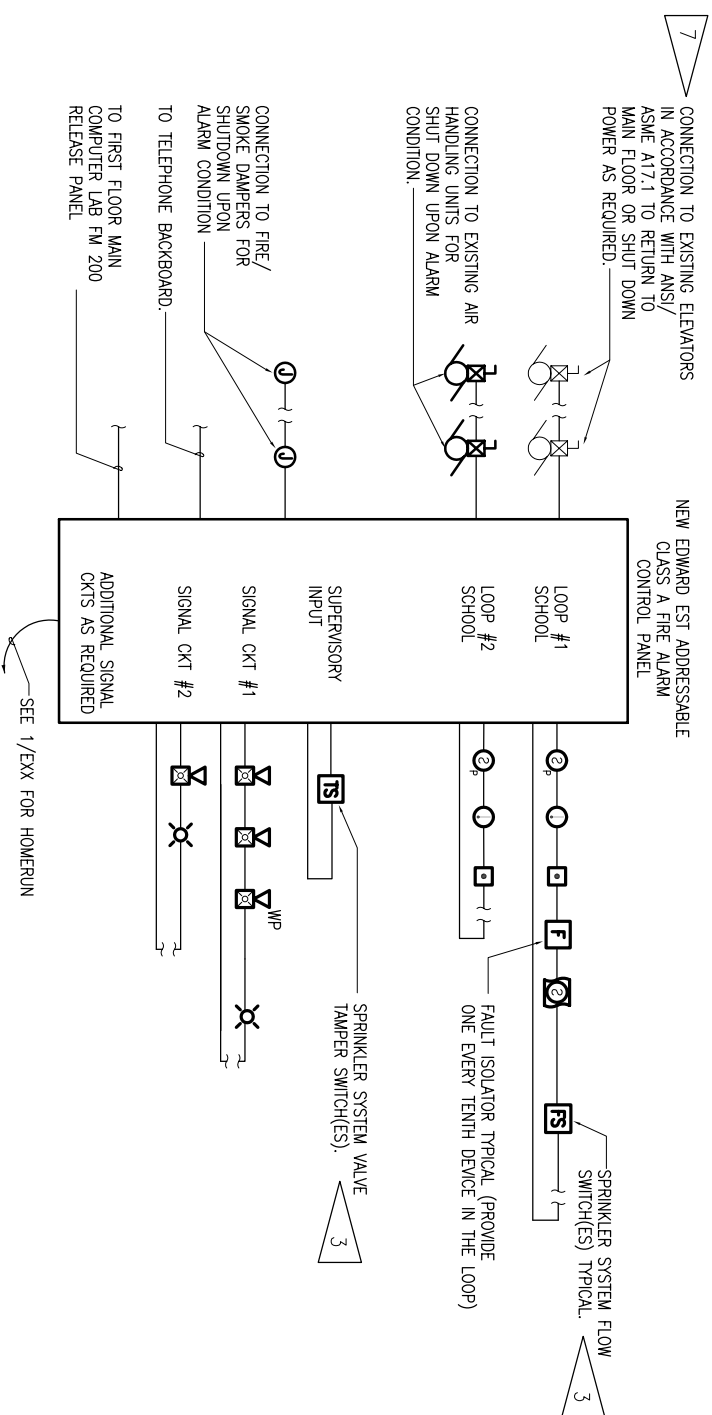 7
CONNECTION TO EXISTING ELEVATORS
IN ACCORDANCE WITH ANSI/
ASME A17.1 TO RETURN TO
MAIN FLOOR OR SHUT DOWN
POWER AS REQUIRED.
CONNECTION TO EXISTING AIR
HANDLING UNITS FOR
SHUT DOWN UPON ALARM
CONDITION.
CONNECTION TO FIRE/
SMOKE DAMPERS FOR
SHUTDOWN UPON
ALARM CONDITION
J
J
TO TELEPHONE BACKBOARD.
TO FIRST FLOOR MAIN
COMPUTER LAB FM 200
RELEASE PANEL
NEW EDWARD EST ADDRESSABLE
CLASS A FIRE ALARM
CONTROL PANEL
LOOP #1
SCHOOL
LOOP #2
SCHOOL
SUPERVISORY
INPUT
SIGNAL CKT #1
SIGNAL CKT #2
ADDITIONAL SIGNAL
CKTS AS REQUIRED
SEE 1/EXX FOR HOMERUN
S
P
F
S
FS
SPRINKLER SYSTEM FLOW
SWITCH(ES) TYPICAL.
3
S
P
FAULT ISOLATOR TYPICAL (PROVIDE
ONE EVERY TENTH DEVICE IN THE LOOP)
TS
SPRINKLER SYSTEM VALVE
TAMPER SWITCH(ES).
3
WP